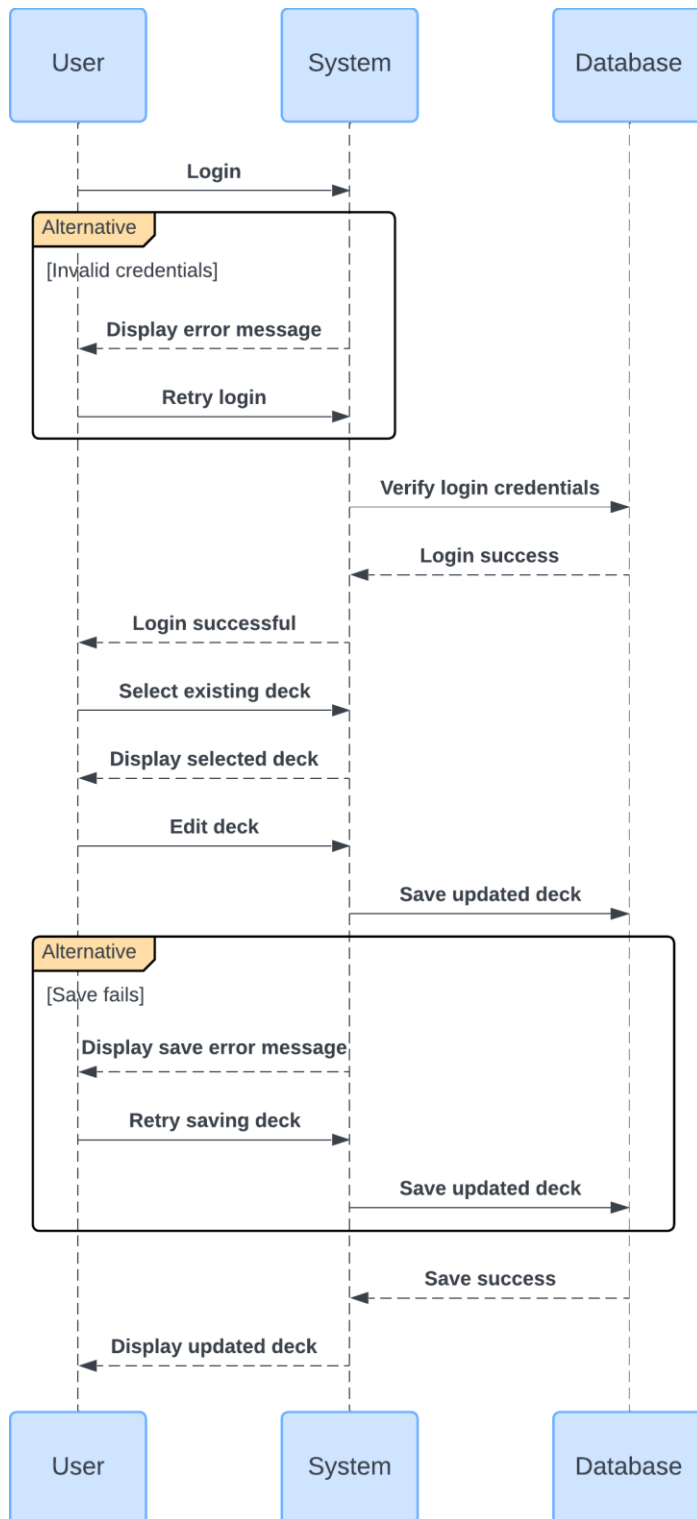 User
System
Database
Login
Alternative
[Invalid credentials]
Display error message
Retry login
Verify login credentials
Login success
Login successful
Select existing deck
Display selected deck
Edit deck
Save updated deck
Alternative
[Save fails]
Display save error message
Retry saving deck
Save updated deck
Save success
Display updated deck
User
System
Database